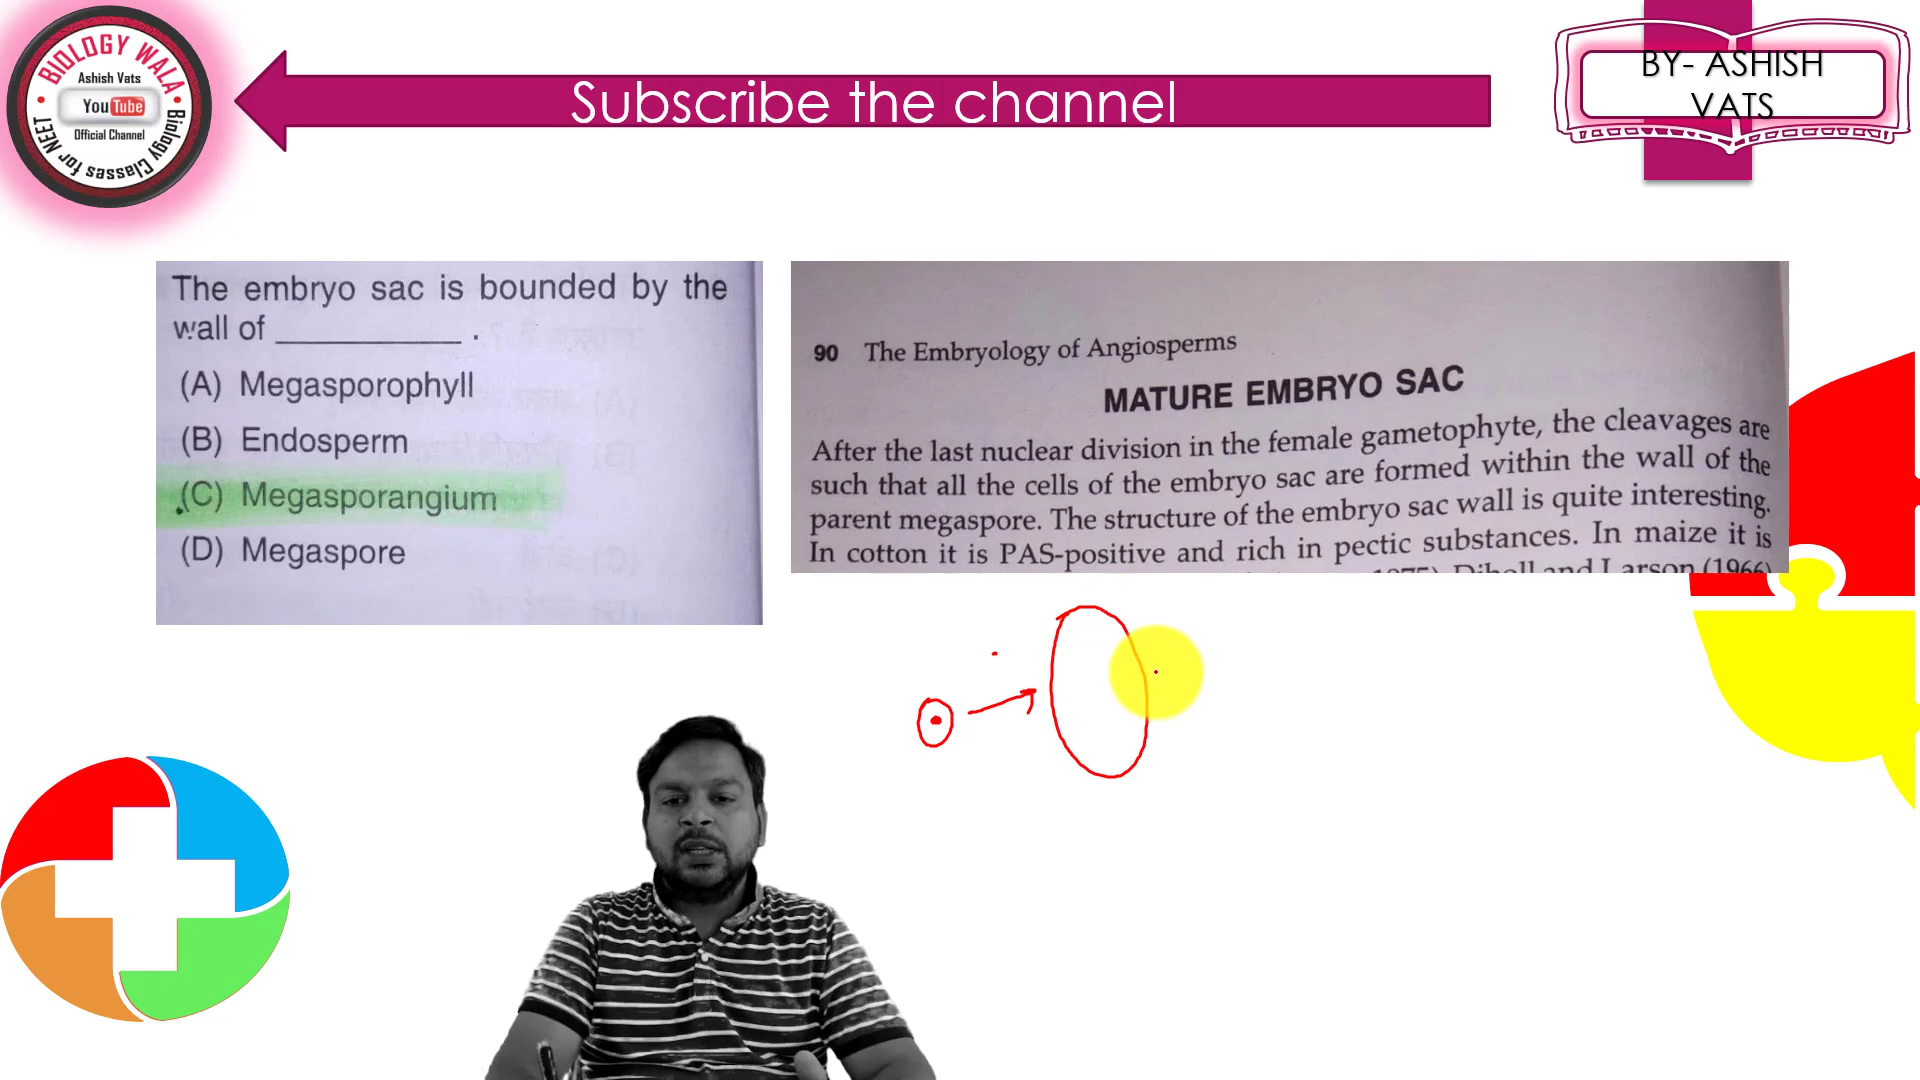 BIOLOGY WALA
Ashish Vats
YouTube
Official Channel
Biology Classes for NEET
Subscribe the channel
BY- ASHISH
VATS
The embryo sac is bounded by the
wall of ____________ .
(A) Megasporophyll
(B) Endosperm
(C) Megasporangium
(D) Megaspore
90 The Embryology of Angiosperms
MATURE EMBRYO SAC
After the last nuclear division in the female gametophyte, the cleavages are
such that all the cells of the embryo sac are formed within the wall of the
parent megaspore. The structure of the embryo sac wall is quite interesting.
In cotton it is PAS-positive and rich in pectic substances. In maize it is
and Larson (1966)